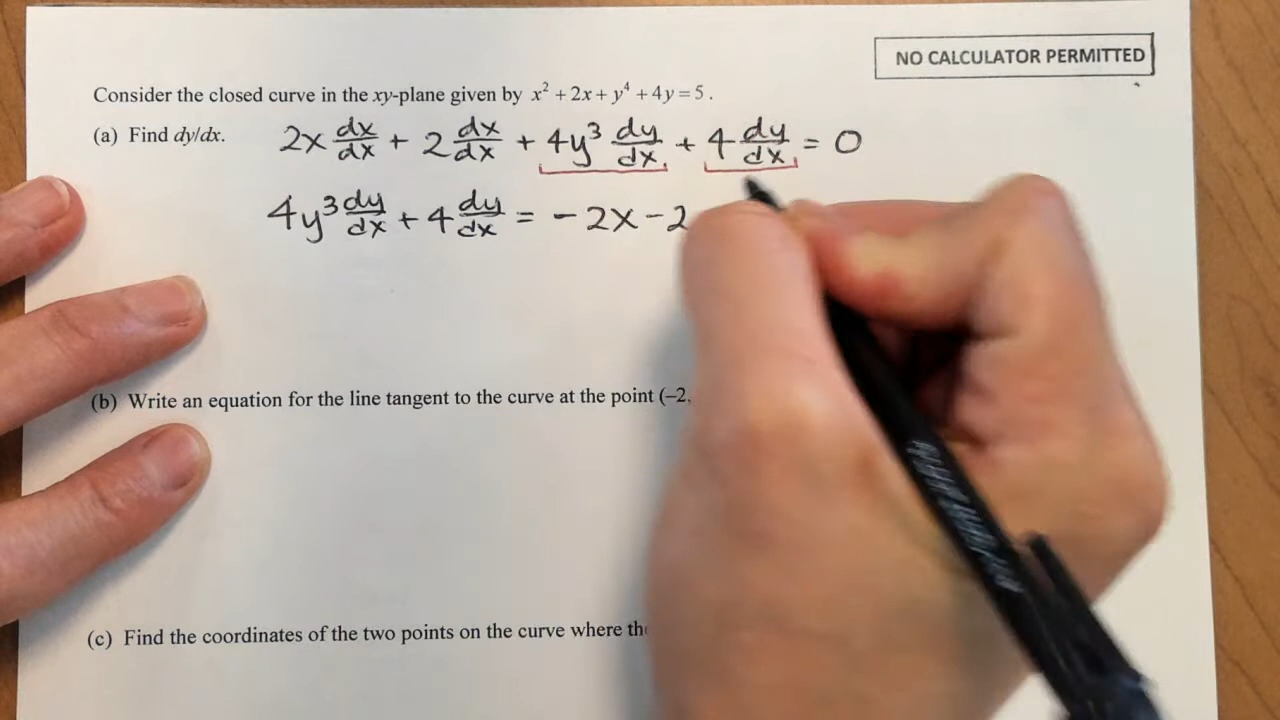 NO CALCULATOR PERMITTED
Consider the closed curve in the xy-plane given by x² + 2x + y⁴ + 4y = 5.
(a) Find dy/dx. 2x dx/dx + 2 dx/dx + 4y³ dy/dx + 4 dy/dx = 0
4y³ dy/dx + 4 dy/dx = -2x - 2
(b) Write an equation for the line tangent to the curve at the point (–2,
(c) Find the coordinates of the two points on the curve where